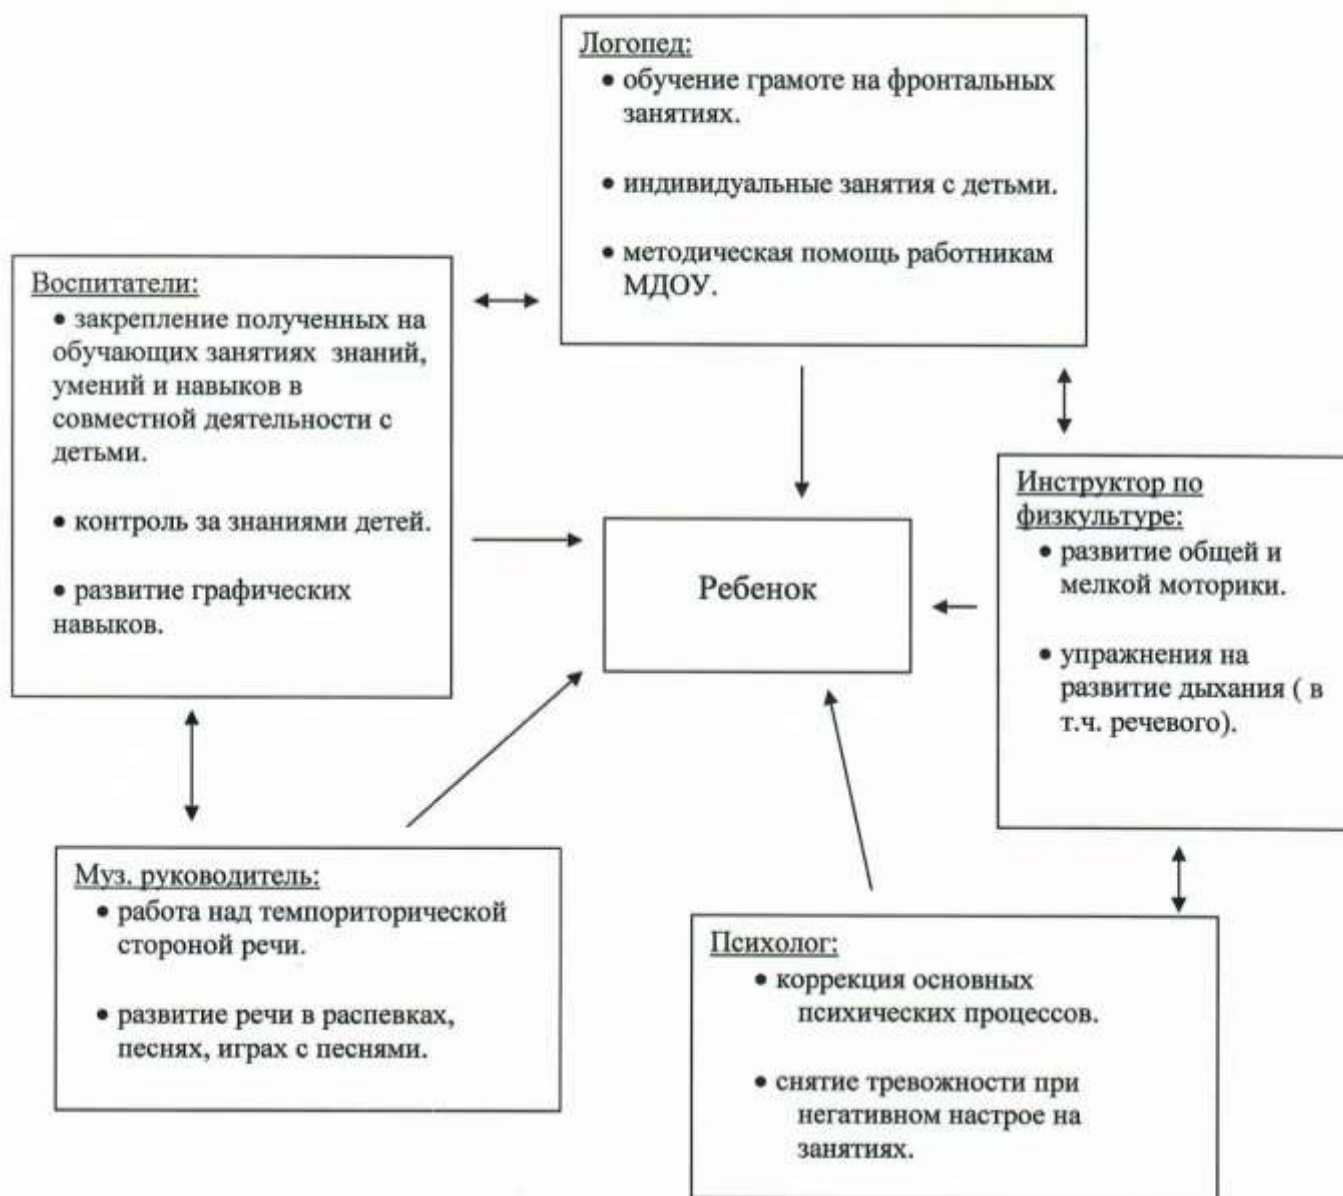 Логопед:
• обучение грамоте на фронтальных
занятиях.
• индивидуальные занятия с детьми.
• методическая помощь работникам
МДОУ.
Воспитатели:
• закрепление полученных на
обучающих занятиях знаний,
умений и навыков в
совместной деятельности с
детьми.
• контроль за знаниями детей.
• развитие графических
навыков.
Ребенок
Инструктор по
физкультуре:
• развитие общей и
мелкой моторики.
• упражнения на
развитие дыхания ( в
т.ч. речевого).
Муз. руководитель:
• работа над темпориторической
стороной речи.
• развитие речи в распевках,
песнях, играх с песнями.
Психолог:
• коррекция основных
психических процессов.
• снятие тревожности при
негативном настрое на
занятиях.